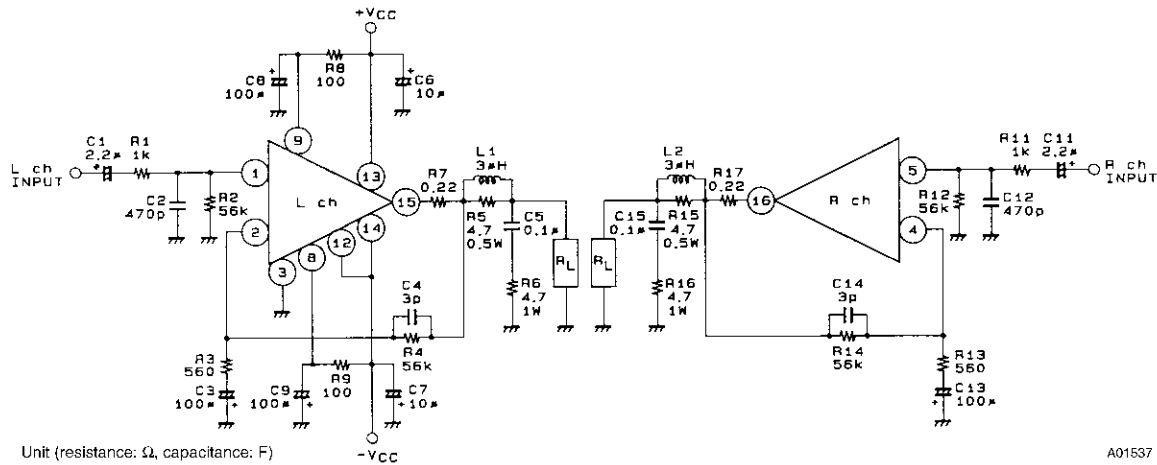 +VCC
C8
100µ
R8
100
C6
10µ
L ch
INPUT
C1
2.2µ
+
R1
1k
C2
470p
R2
56k
1
2
3
9
8
12
13
14
15
L ch
R7
0.22
L1
3µH
R5
4.7
0.5W
C5
0.1µ
R6
4.7
1W
RL
C4
3p
R4
56k
R3
560
C3
100µ
+
C9
100µ
+
R9
100
C7
10µ
+
-VCC
L2
3µH
R17
0.22
C15
0.1µ
R15
4.7
0.5W
R16
4.7
1W
RL
16
R ch
5
4
R11
1k
C11
2.2µ
+
R ch
INPUT
R12
56k
C12
470p
C14
3p
R14
56k
R13
560
C13
100µ
+
Unit (resistance: Ω, capacitance: F)
A01537